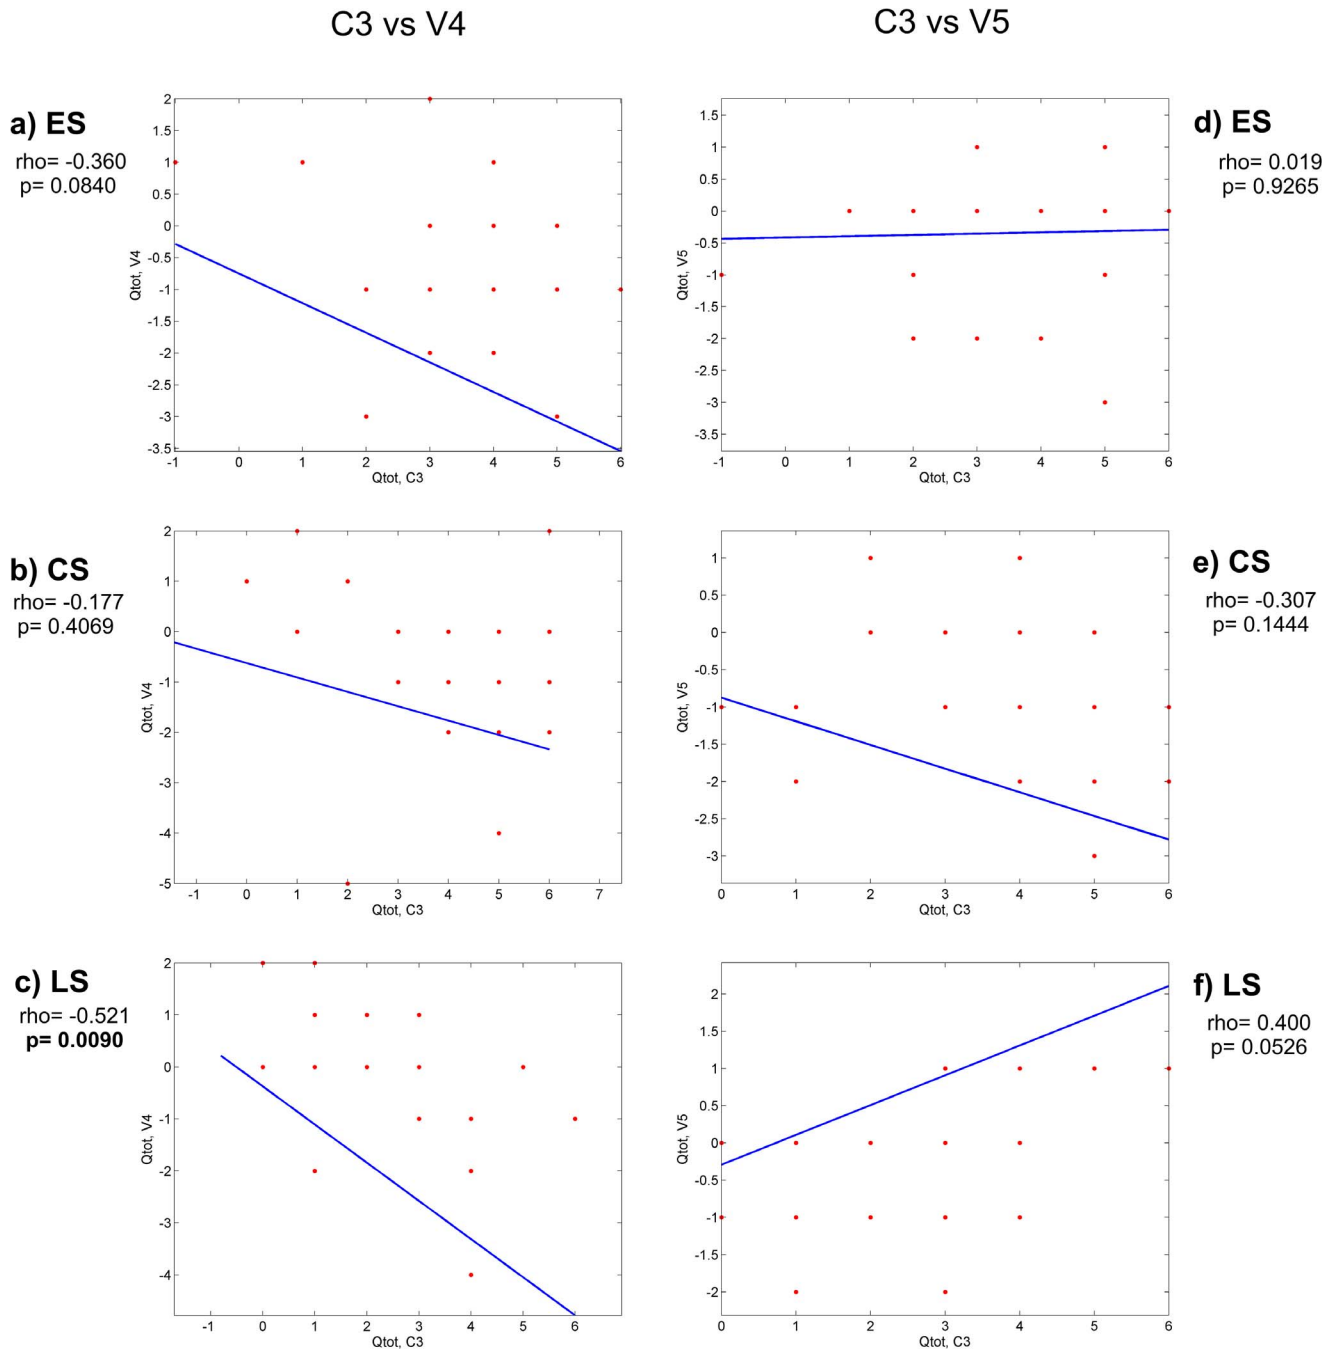 C3 vs V4
C3 vs V5
a) ES
rho= -0.360
p= 0.0840
2
1.5
1
0.5
0
-0.5
-1
-1.5
-2
-2.5
-3
-3.5
Qtot, V4
-1 0 1 2 3 4 5 6
Qtot, C3
d) ES
rho= 0.019
p= 0.9265
1.5
1
0.5
0
-0.5
-1
-1.5
-2
-2.5
-3
-3.5
Qtot, V5
-1 0 1 2 3 4 5 6
Qtot, C3
b) CS
rho= -0.177
p= 0.4069
2
1
0
-1
-2
-3
-4
-5
Qtot, V4
-1 0 1 2 3 4 5 6 7
Qtot, C3
e) CS
rho= -0.307
p= 0.1444
1
0.5
0
-0.5
-1
-1.5
-2
-2.5
-3
Qtot, V5
0 1 2 3 4 5 6
Qtot, C3
c) LS
rho= -0.521
p= 0.0090
2
1
0
-1
-2
-3
-4
Qtot, V4
-1 0 1 2 3 4 5 6
Qtot, C3
f) LS
rho= 0.400
p= 0.0526
2
1.5
1
0.5
0
-0.5
-1
-1.5
-2
Qtot, V5
0 1 2 3 4 5 6
Qtot, C3